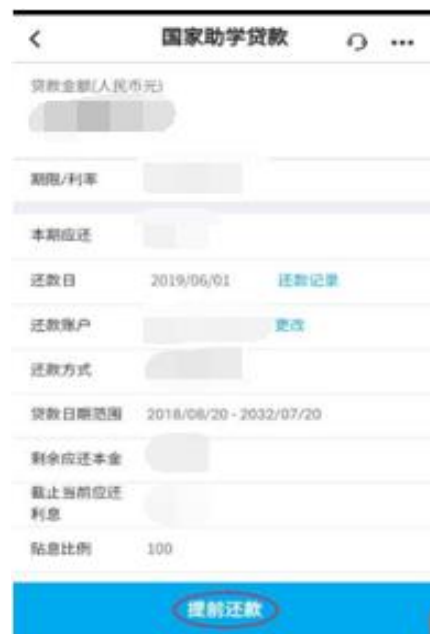 国家助学贷款
贷款金额(人民币元)
期限/利率
本期应还
还款日 2019/06/01 还款记录
还款账户 更改
还款方式
贷款日期范围 2018/08/20 - 2032/07/20
剩余应还本金
截止当前应还
利息
贴息比例 100
提前还款